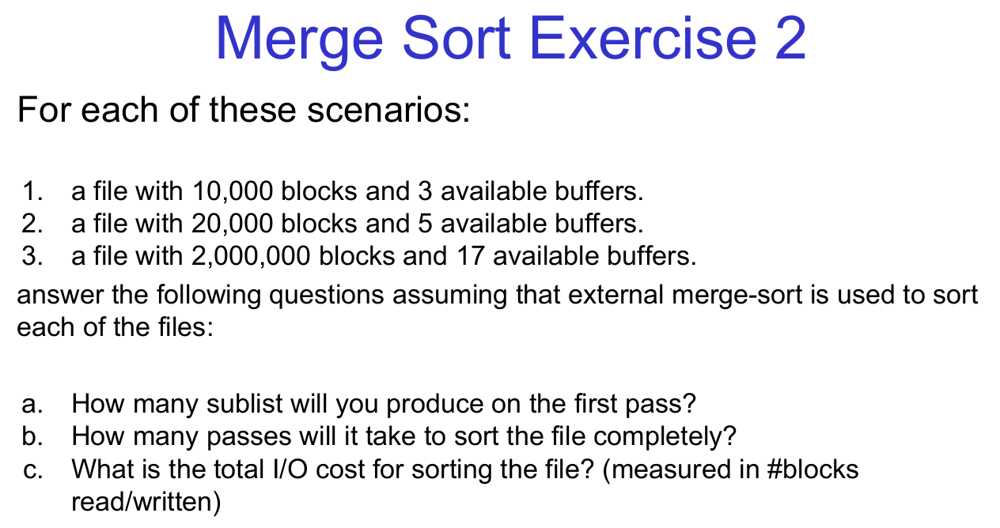 Merge Sort Exercise 2
For each of these scenarios:
1. a file with 10,000 blocks and 3 available buffers.
2. a file with 20,000 blocks and 5 available buffers.
3. a file with 2,000,000 blocks and 17 available buffers.
answer the following questions assuming that external merge-sort is used to sort
each of the files:
a. How many sublist will you produce on the first pass?
b. How many passes will it take to sort the file completely?
c. What is the total I/O cost for sorting the file? (measured in #blocks
read/written)